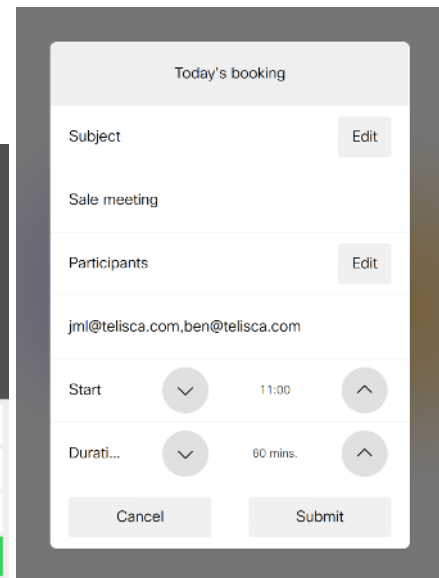 Today's booking
Subject Edit
Sale meeting
Participants Edit
jml@telisca.com,ben@telisca.com
Start 11:00
Durati... 60 mins.
Cancel Submit